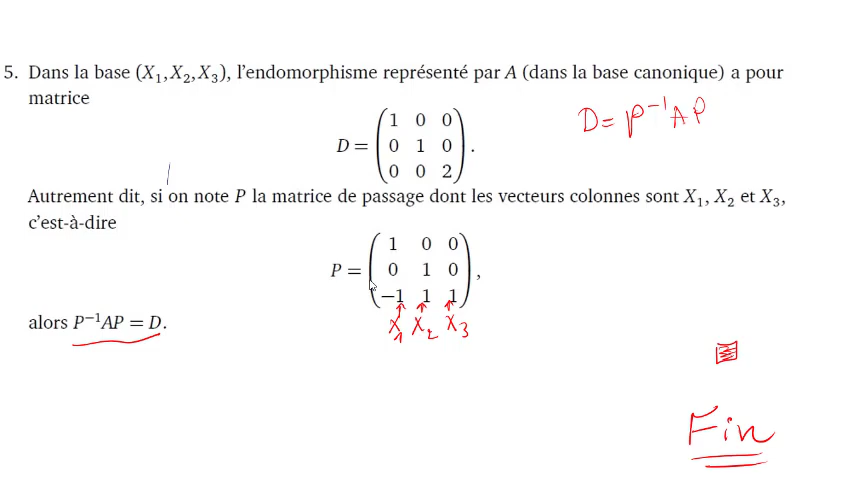 5. Dans la base (X₁,X₂,X₃), l'endomorphisme représenté par A (dans la base canonique) a pour
matrice
D = P⁻¹AP
D = (1 0 0
0 1 0
0 0 2).
Autrement dit, si on note P la matrice de passage dont les vecteurs colonnes sont X₁, X₂ et X₃,
c'est-à-dire
P = (1 0 0
0 1 0
−1 1 1),
X₁ X₂ X₃
alors P⁻¹AP = D.
Fin